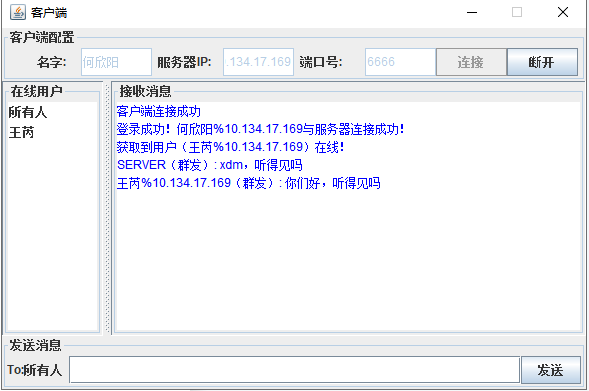 客户端
客户端配置
名字: 何欣阳 服务器IP: .134.17.169 端口号: 6666 连接 断开
在线用户
所有人
王芮
接收消息
客户端连接成功
登录成功！何欣阳%10.134.17.169与服务器连接成功！
获取到用户（王芮%10.134.17.169）在线！
SERVER（群发）: xdm，听得见吗
王芮%10.134.17.169（群发）: 你们好，听得见吗
发送消息
To:所有人 发送